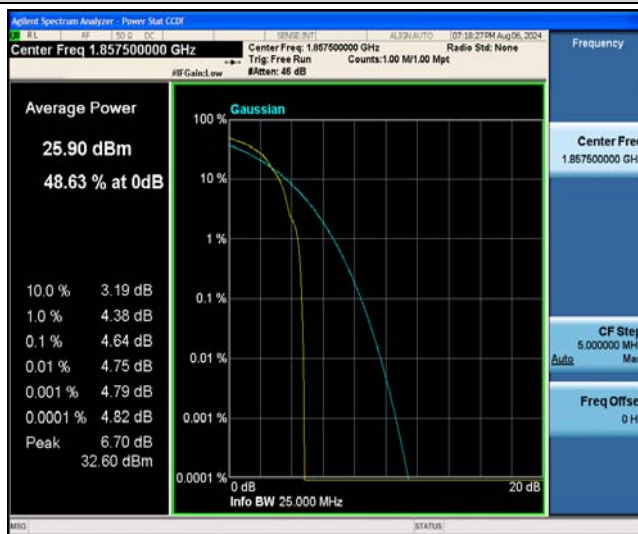 Agilent Spectrum Analyzer - Power Stat CCDF
RL RF 50 Ω DC SENSE:INT ALIGN AUTO 07:18:27 PM Aug 06, 2024
Center Freq 1.857500000 GHz
Center Freq: 1.857500000 GHz Radio Std: None
Trig: Free Run Counts:1.00 M/1.00 Mpt
#IFGain:Low #Atten: 46 dB
Frequency
Average Power
25.90 dBm
48.63 % at 0dB
10.0 % 3.19 dB
1.0 % 4.38 dB
0.1 % 4.64 dB
0.01 % 4.75 dB
0.001 % 4.79 dB
0.0001 % 4.82 dB
Peak 6.70 dB
32.60 dBm
Gaussian
100 %
10 %
1 %
0.1 %
0.01 %
0.001 %
0.0001 %
0 dB 20 dB
Info BW 25.000 MHz
Center Fre
1.857500000 GH
CF Ste
5.000000 MH
Auto Ma
Freq Offse
0 H
MSG STATUS